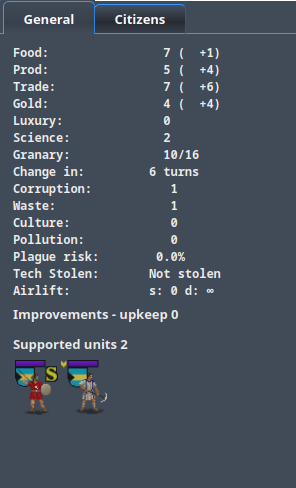 General Citizens
Food: 7 ( +1)
Prod: 5 ( +4)
Trade: 7 ( +6)
Gold: 4 ( +4)
Luxury: 0
Science: 2
Granary: 10/16
Change in: 6 turns
Corruption: 1
Waste: 1
Culture: 0
Pollution: 0
Plague risk: 0.0%
Tech Stolen: Not stolen
Airlift: s: 0 d: ∞
Improvements - upkeep 0
Supported units 2
S